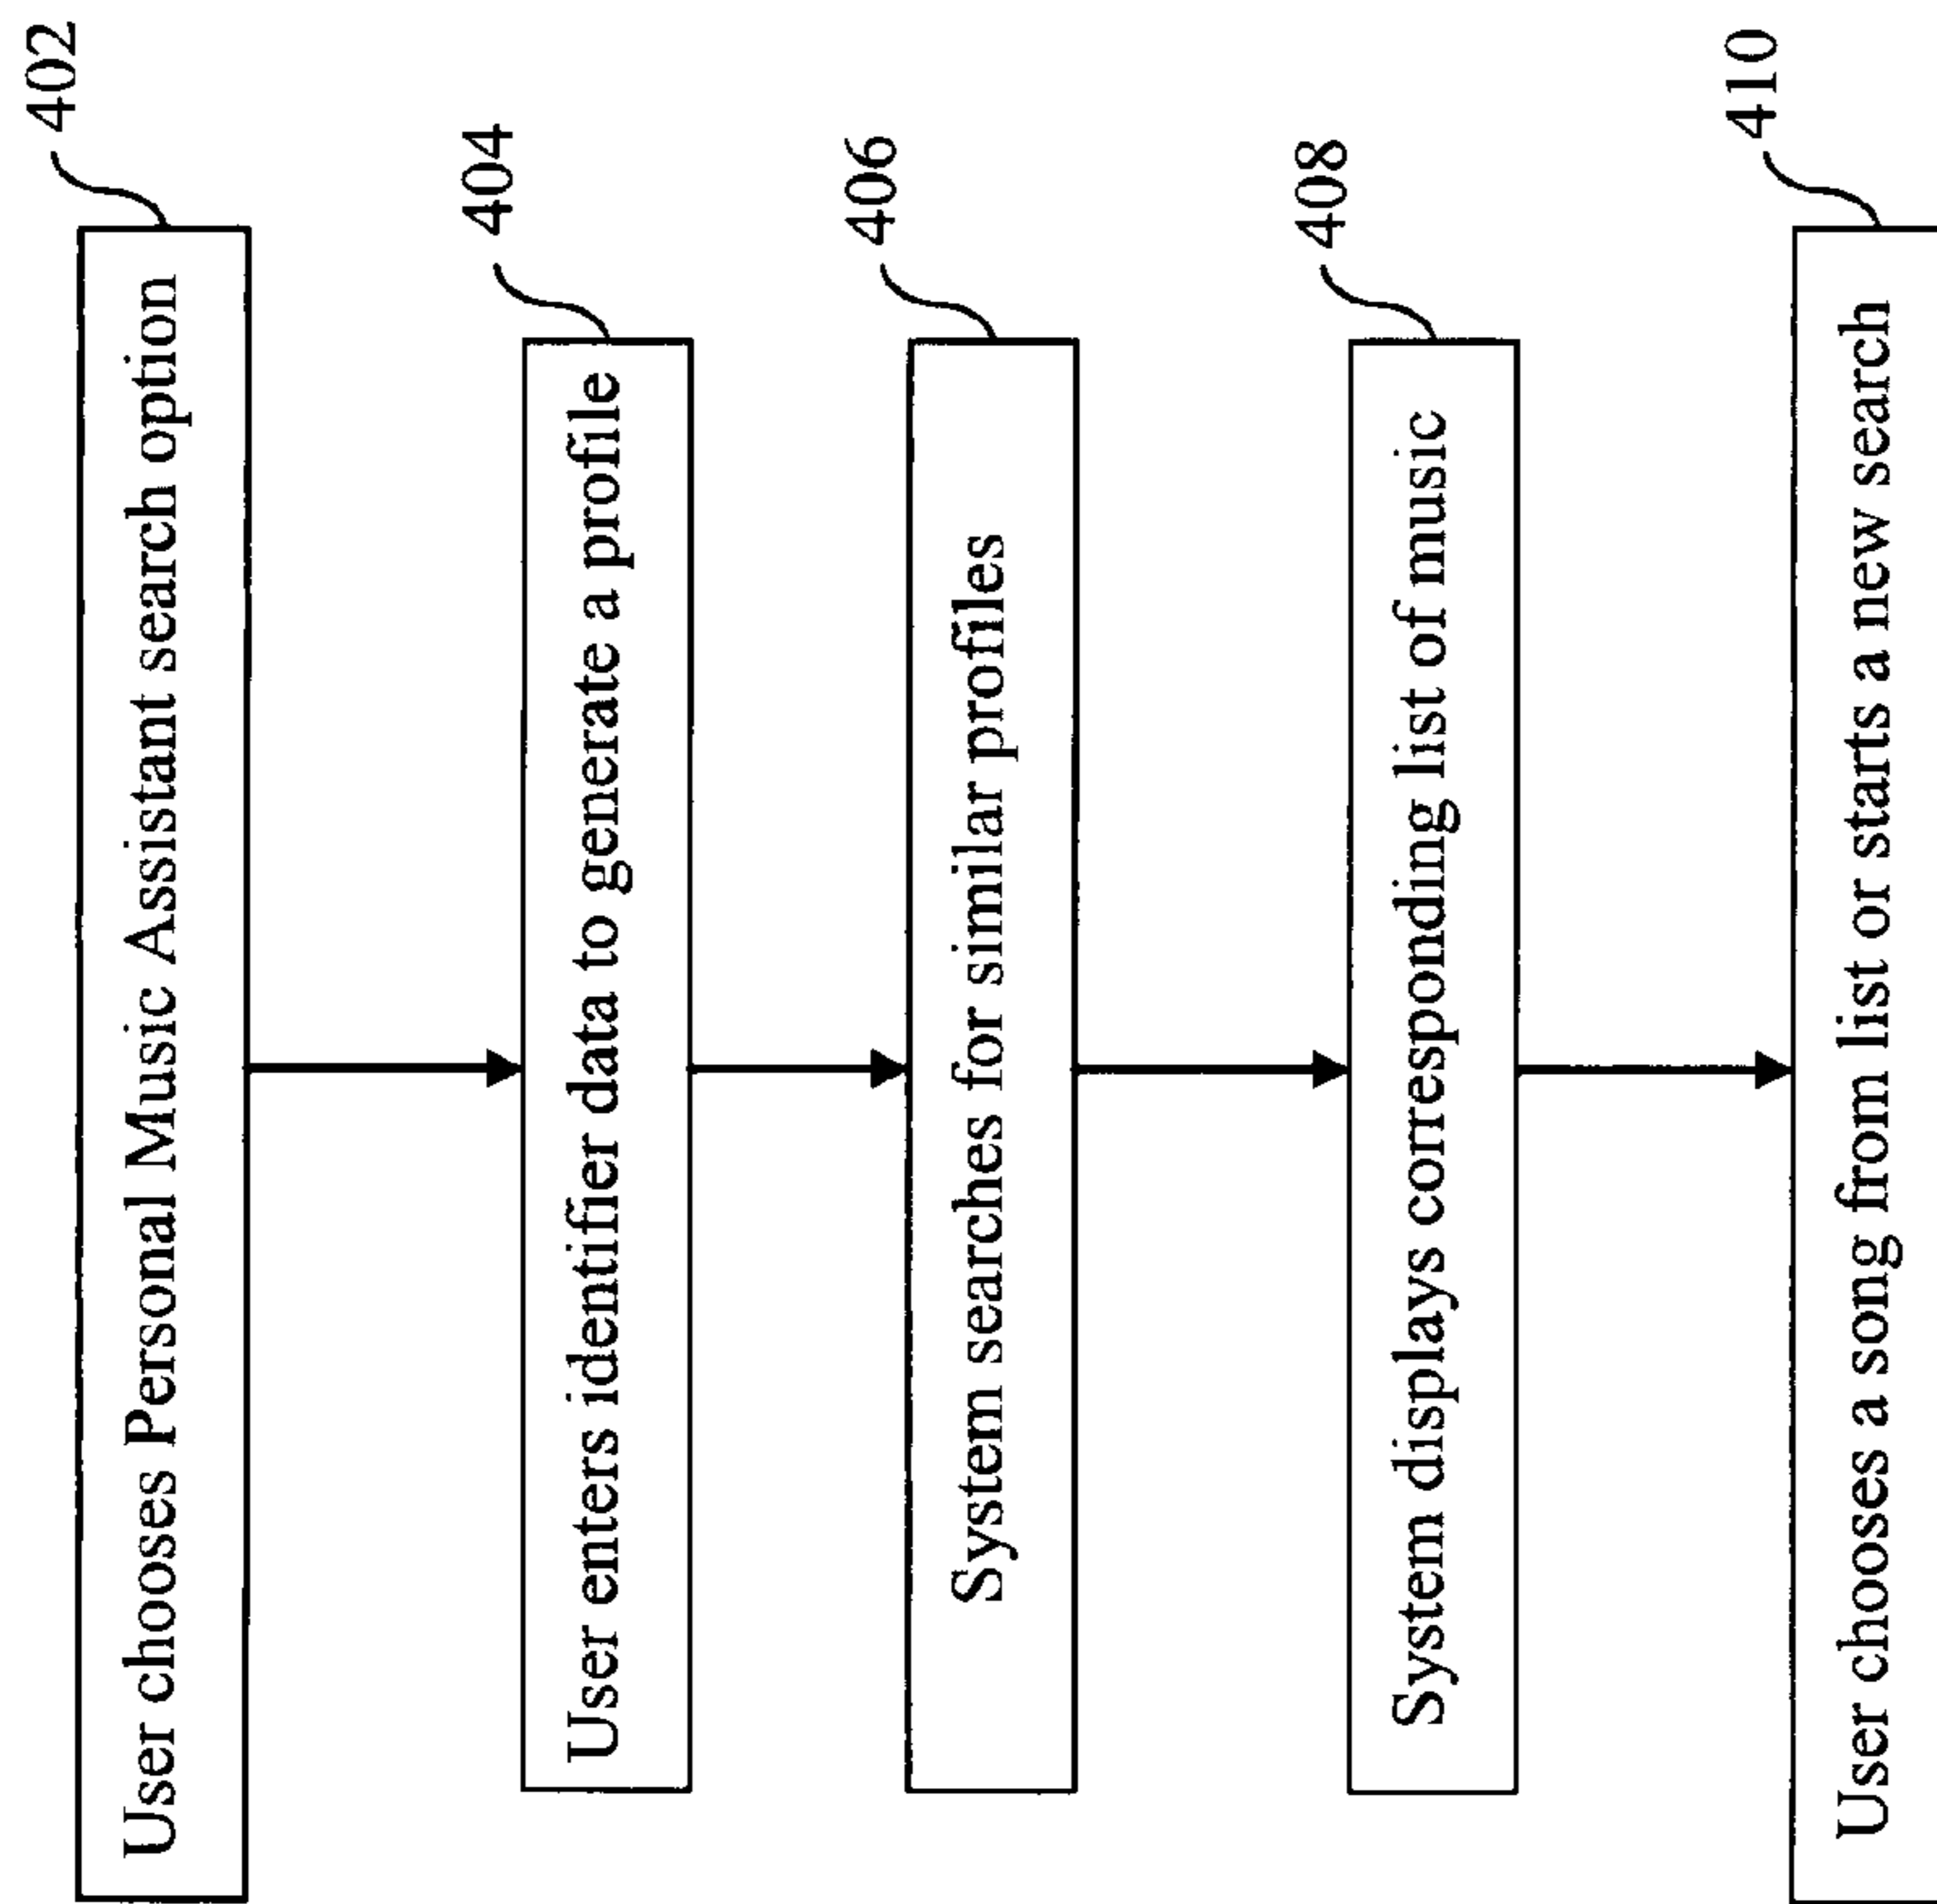 402
User chooses Personal Music Assistant search option
404
User enters identifier data to generate a profile
406
System searches for similar profiles
408
System displays corresponding list of music
410
User chooses a song from list or starts a new search